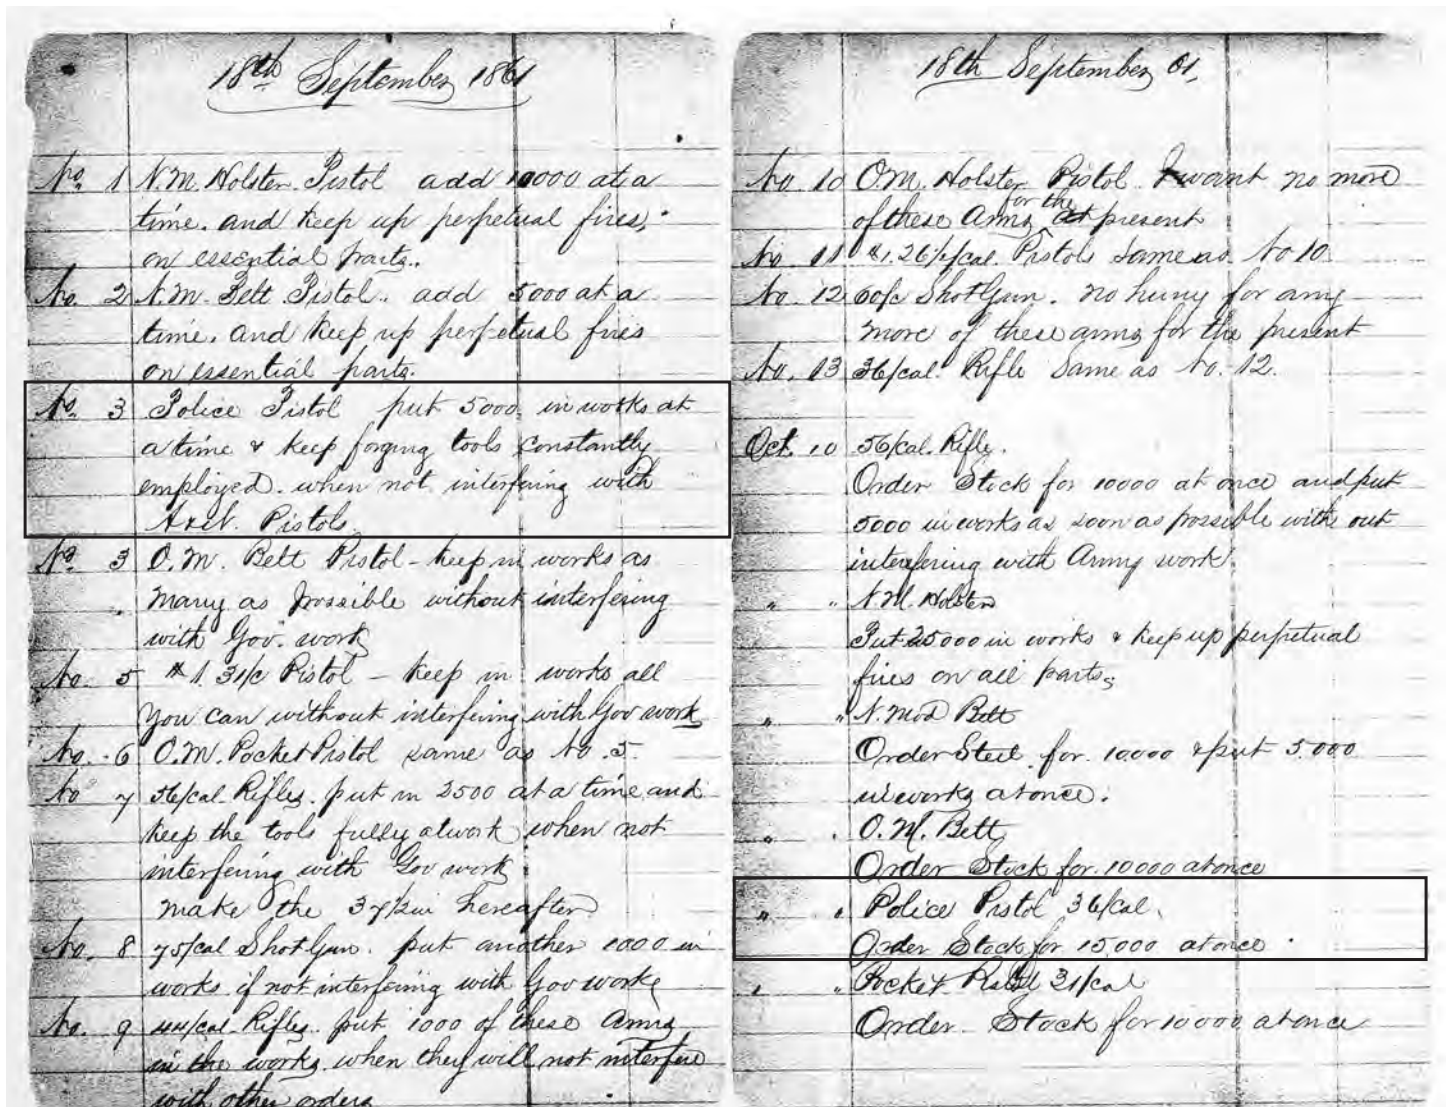 18th September 1861
No. 1 N.M. Holster Pistol add 10000 at a
time. and keep up perpetual fires,
on essential parts.
No. 2 N.M. Belt Pistol. add 5000 at a
time. and keep up perpetual fires
on essential parts.
No. 3 Police Pistol put 5000 in works at
a time & keep forging tools constantly
employed. when not interfering with
Pistols
No. 3 O.M. Belt Pistol - keep in works as
many as possible without interfering
with Gov. work
No. 5 #1. 31/c Pistol - keep in works all
you can without interfering with Gov work
No. 6 O.M. Pocket Pistol same as No. 5
No 7 56/cal Rifles. put in 2500 at a time and
keep the tools fully at work when not
interfering with Gov work.
make the 37½in hereafter
No. 8 75/cal Shot Gun. put another 1000 in
works if not interfering with Gov work
No. 9 44/cal Rifles. put 1000 of these Arms
in the works when they will not interfere
with other orders
18th September 61,
No 10 O.M. Holster Pistol. I want no more
of these Arms for the present
No 11 #1. 26½/cal. Pistols same as No 10.
No. 12 60/c Shot Gun. no hurry for any
more of these arms for the present
No. 13 36/cal. Rifle Same as No. 12.
Oct. 10 56/cal. Rifle.
Order Stock for 10000 at once and put
5000 in works as soon as possible with out
interfering with Army work.
" " N.M. Holster
Put 25000 in works & keep up perpetual
fires on all parts,
" " N. Mod Belt
Order Steel for 10000 & put 5.000
in works at once.
" " O.M. Belt
Order Stock for 10000 at once
" " Police Pistol 36/cal.
Order Stock for 15,000 at once.
" " Pocket Pistol 31/cal
Order Stock for 10000 at once